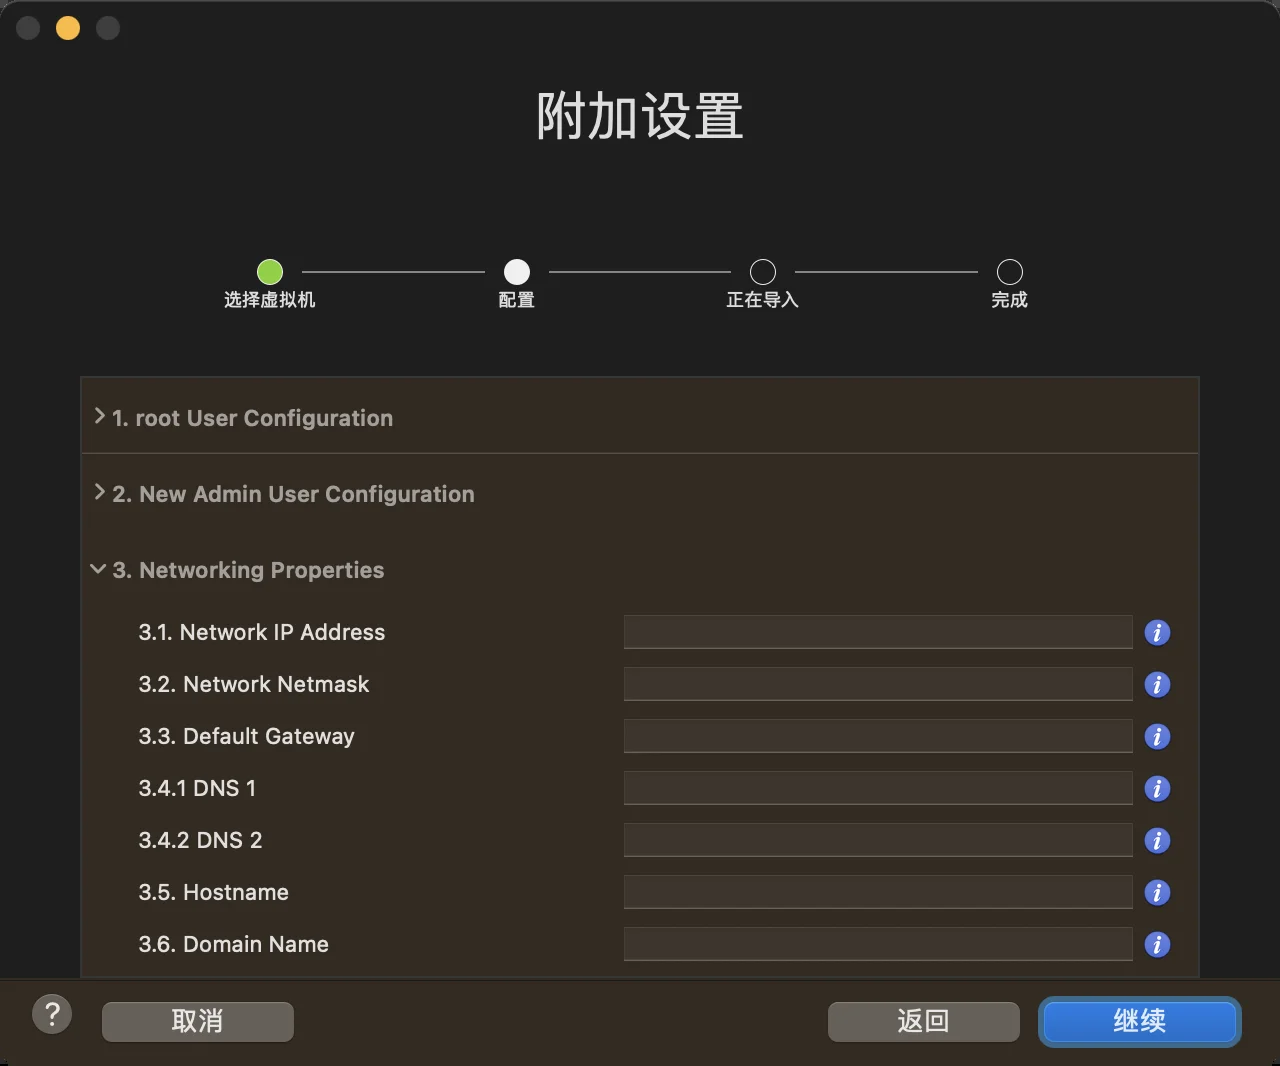 附加设置
选择虚拟机
配置
正在导入
完成
1. root User Configuration
2. New Admin User Configuration
3. Networking Properties
3.1. Network IP Address
3.2. Network Netmask
3.3. Default Gateway
3.4.1 DNS 1
3.4.2 DNS 2
3.5. Hostname
3.6. Domain Name
?
取消
返回
继续